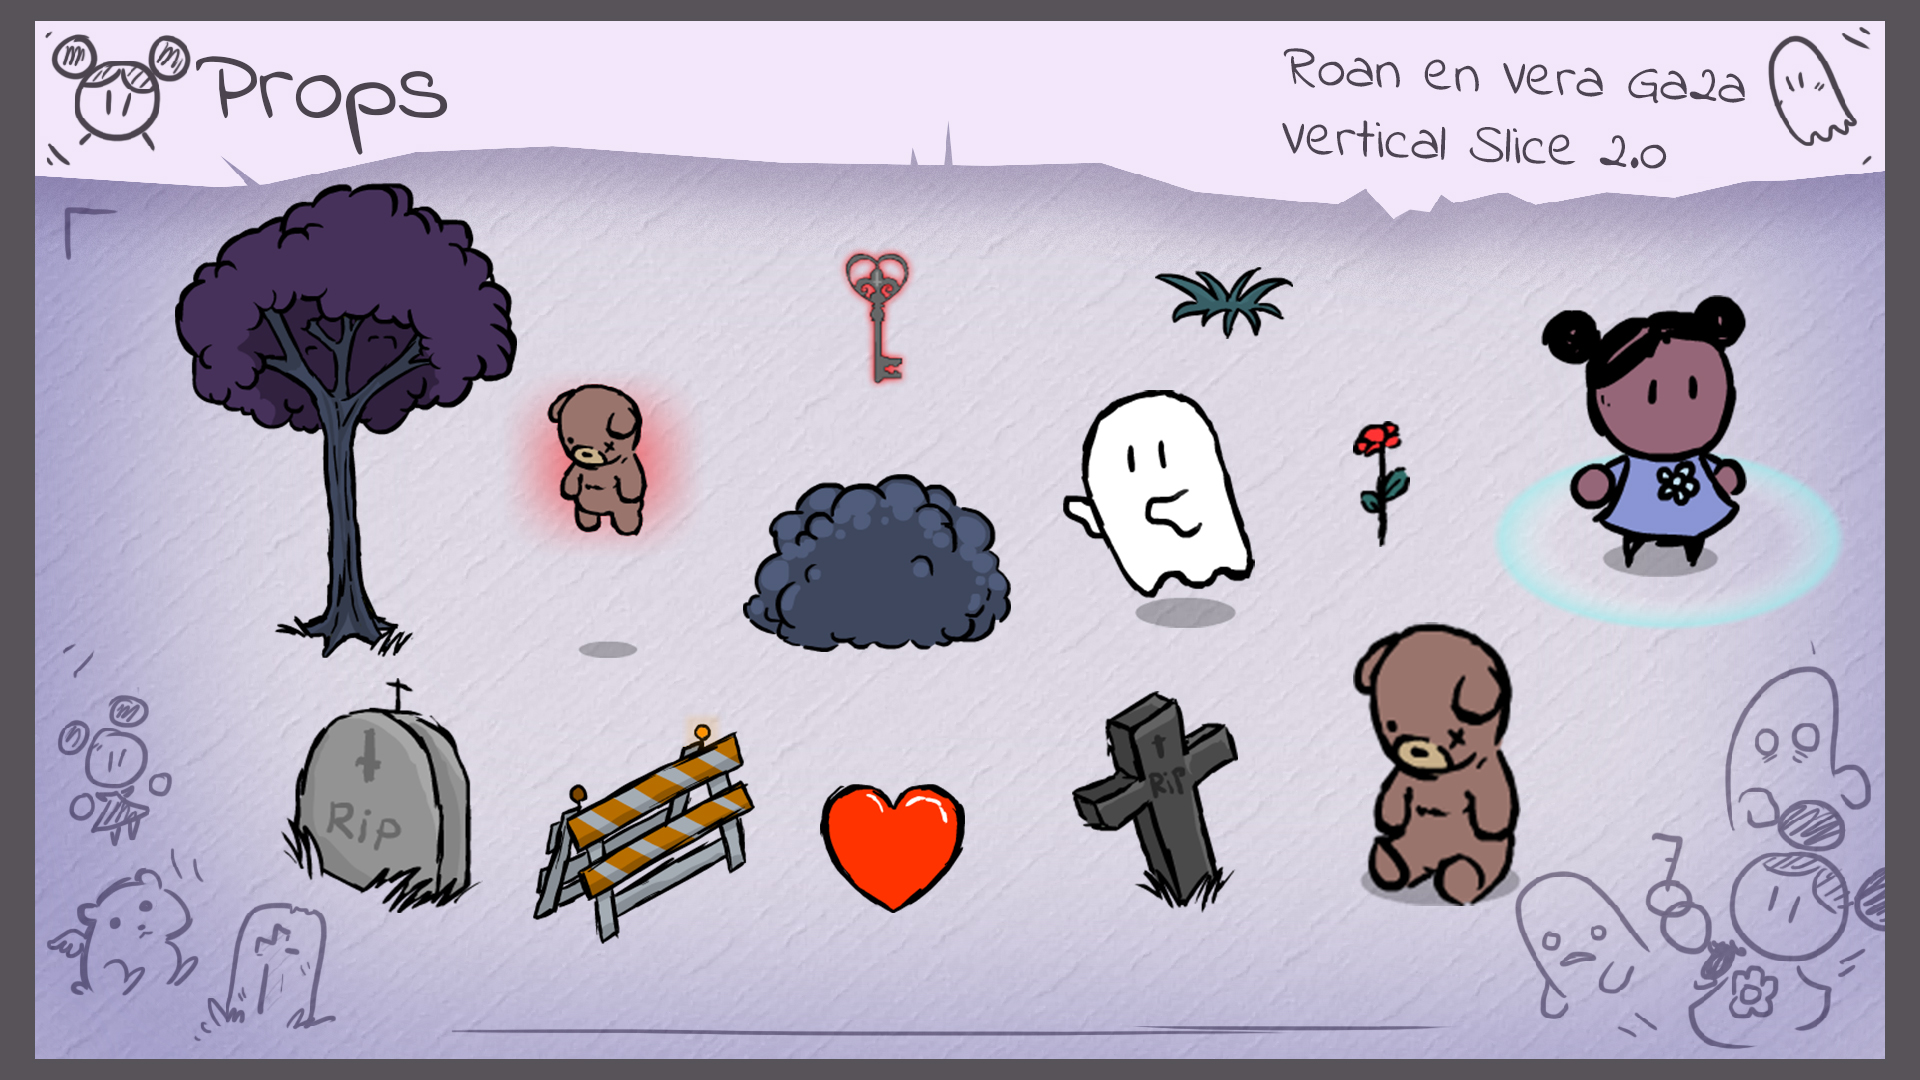 Props
Roan en Vera Ga2a
Vertical Slice 2.0
Rip
Rip